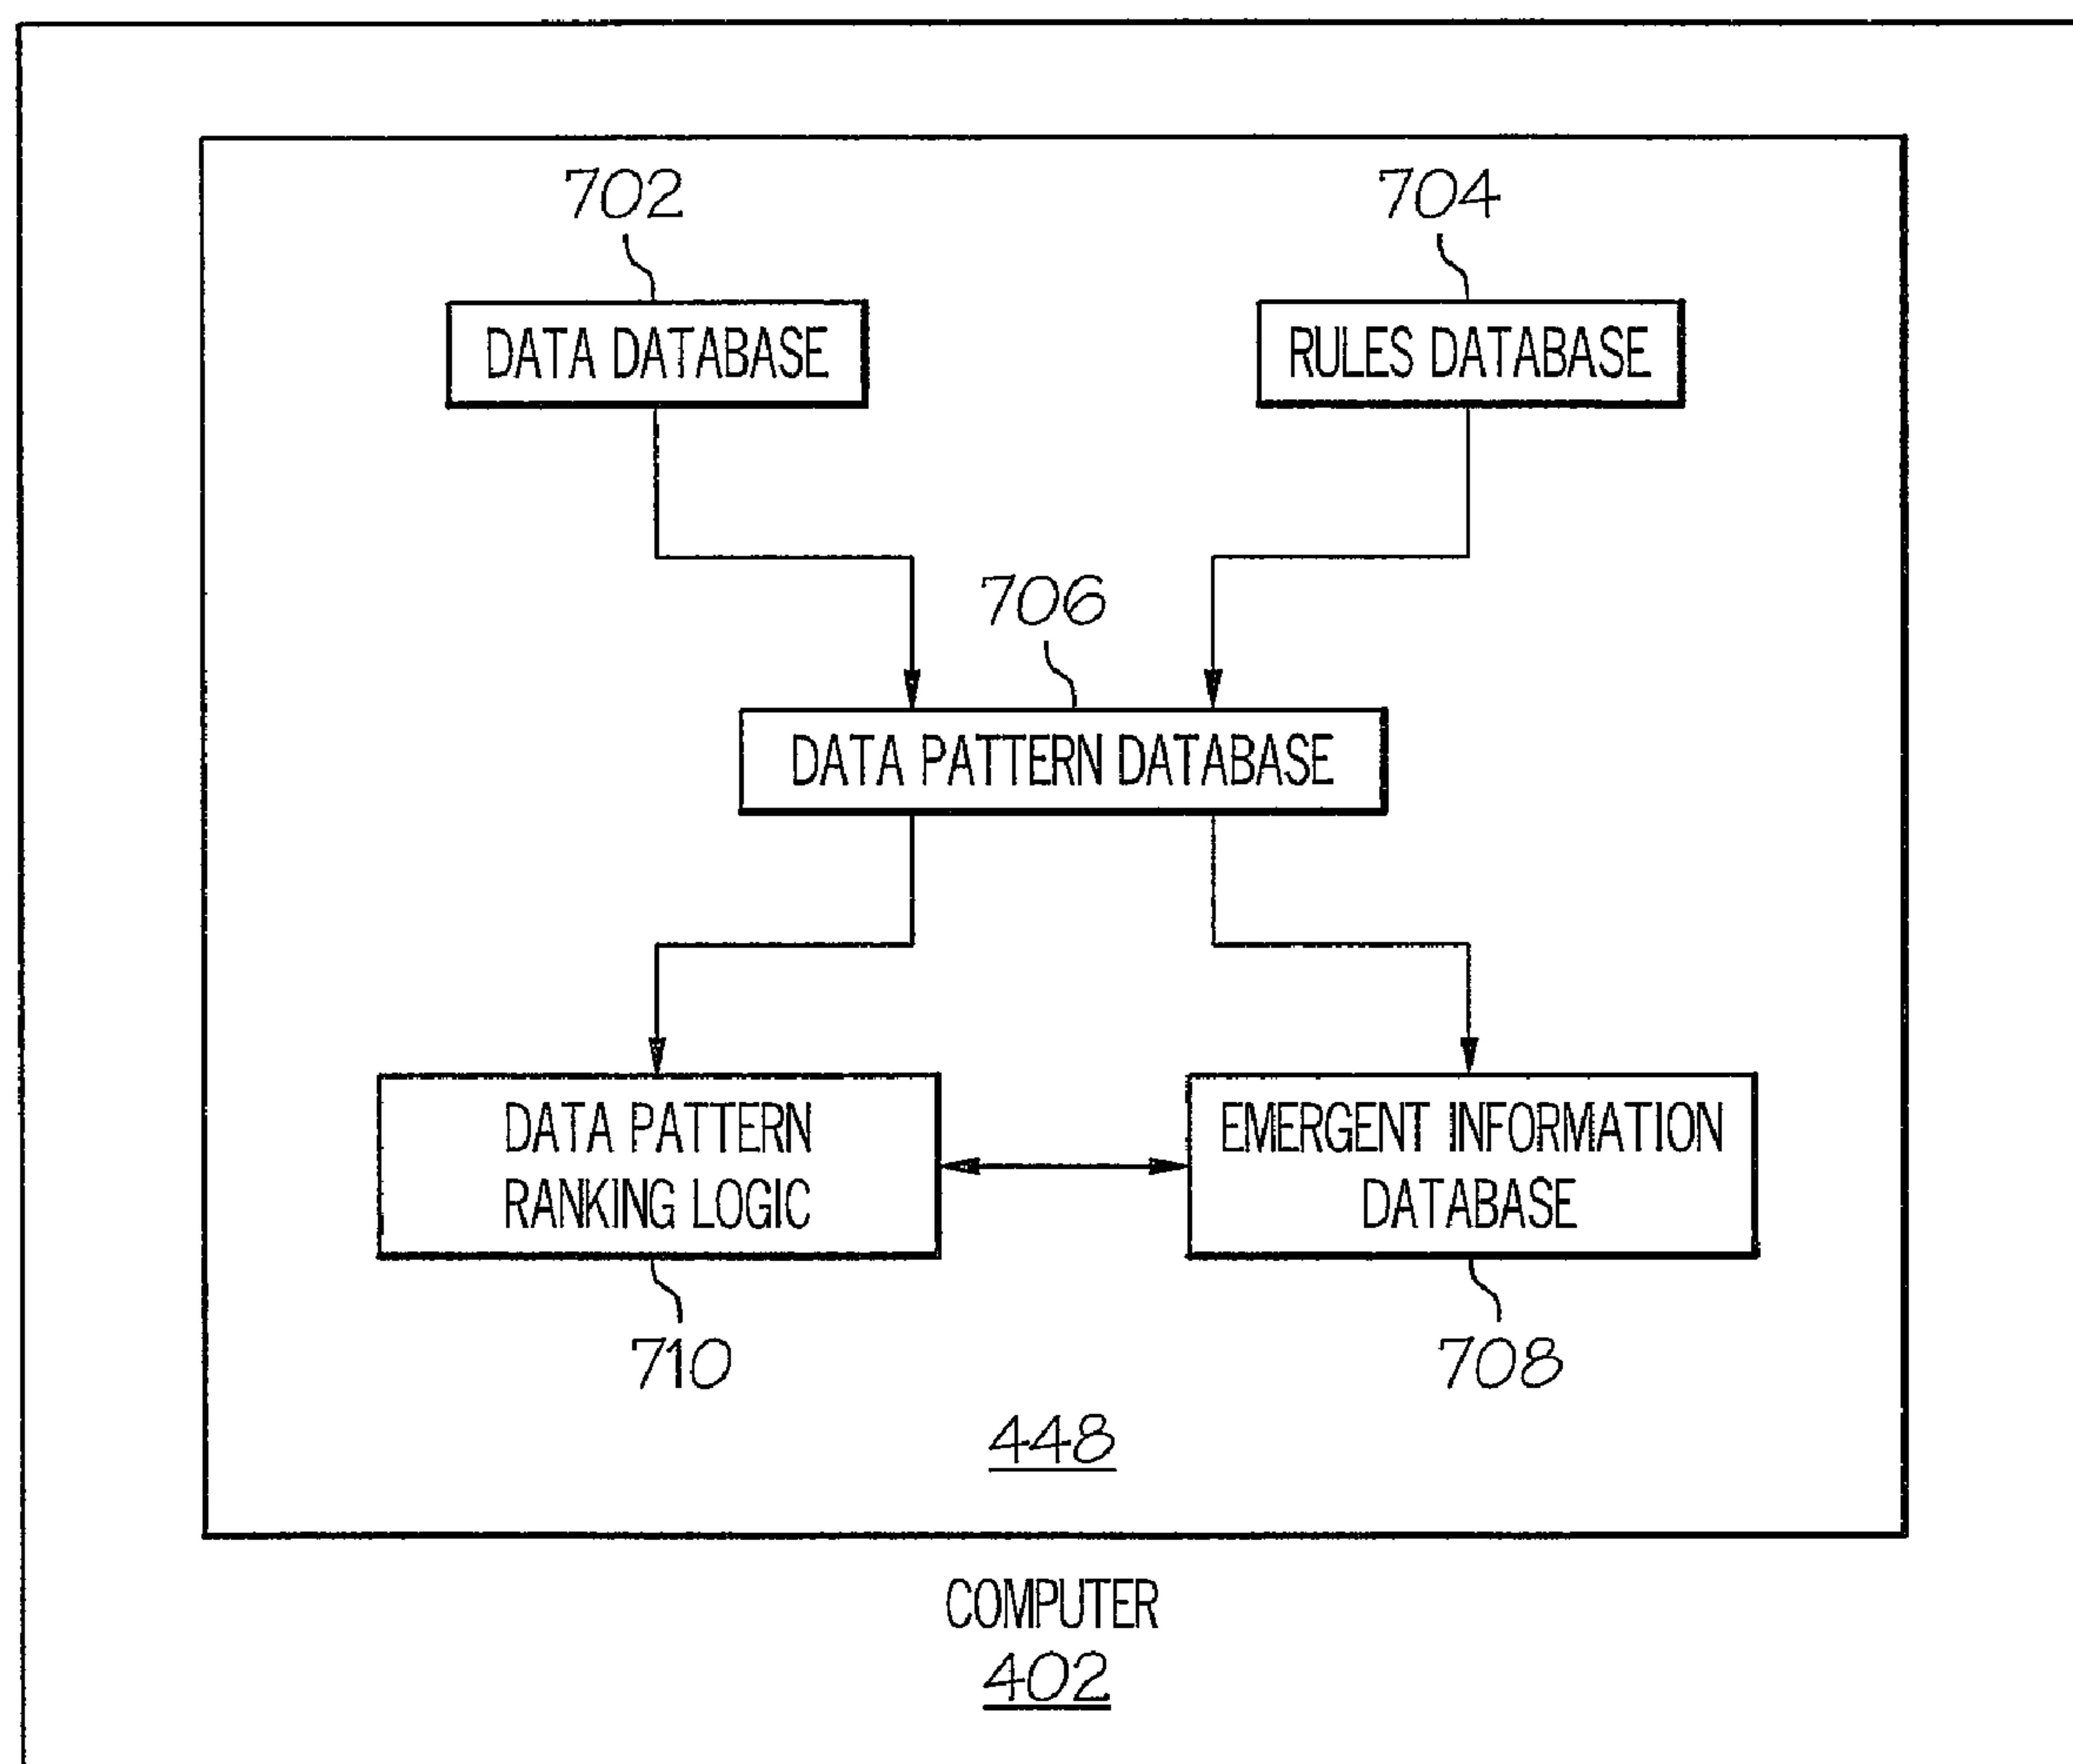 702
704
DATA DATABASE
RULES DATABASE
706
DATA PATTERN DATABASE
DATA PATTERN
RANKING LOGIC
EMERGENT INFORMATION
DATABASE
710
708
448
COMPUTER
402